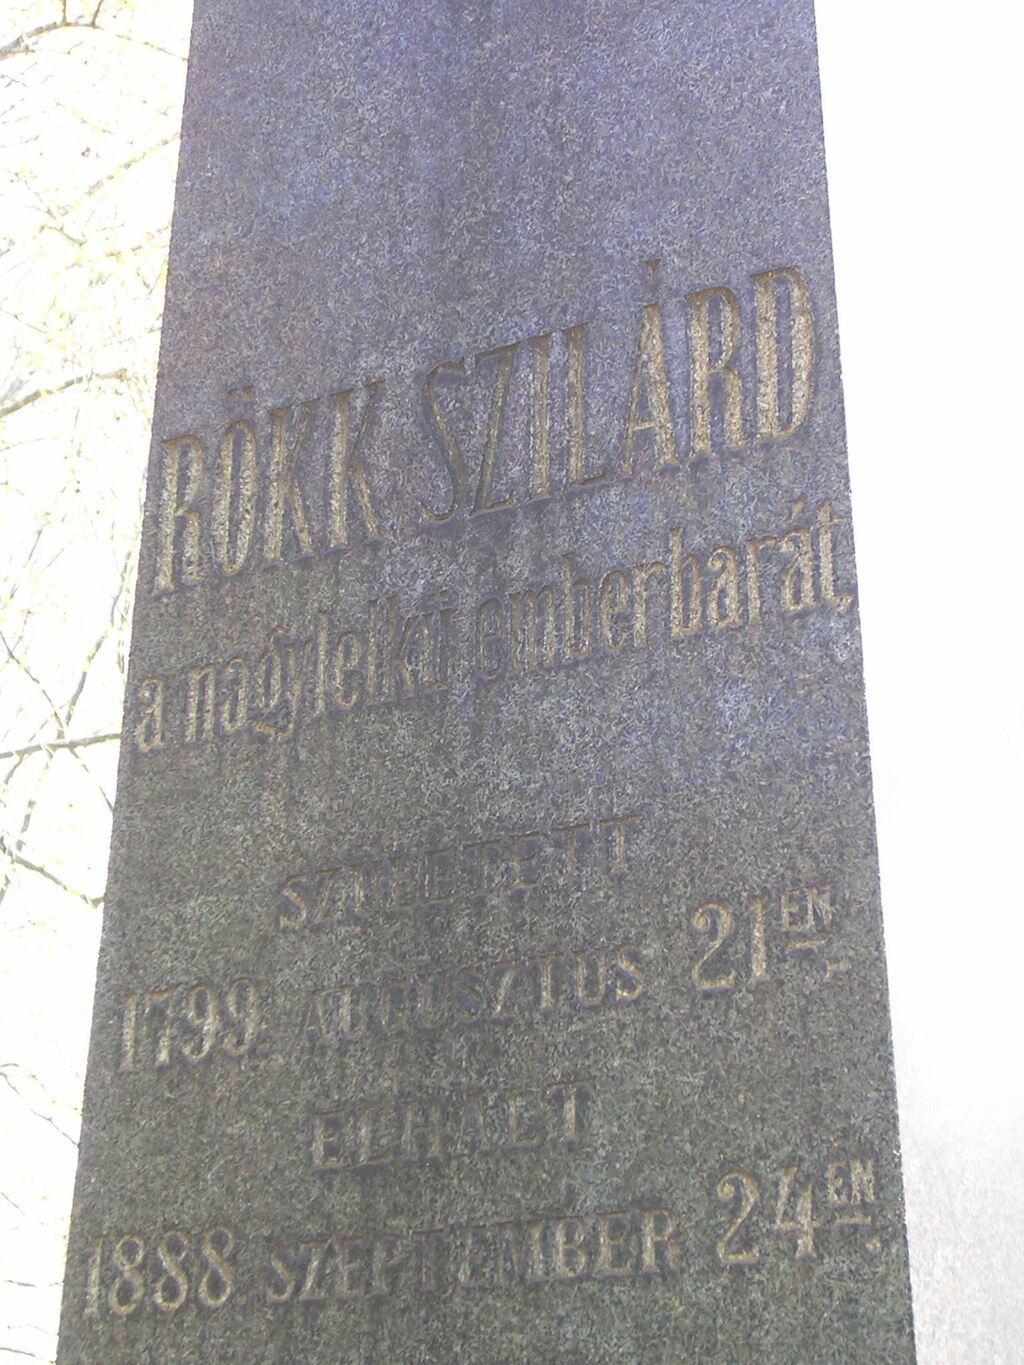 RÖKK SZILÁRD
a nagylelkű emberbarát,
SZÜLETETT
1799. AUGUSZTUS 21ÉN.
ELHALT
1888. SZEPTEMBER 24ÉN.